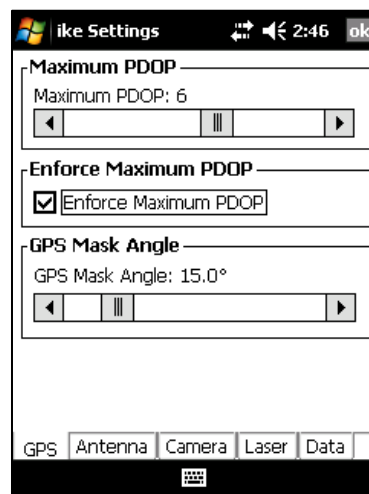 ike Settings 2:46 ok
Maximum PDOP
Maximum PDOP: 6
Enforce Maximum PDOP
Enforce Maximum PDOP
GPS Mask Angle
GPS Mask Angle: 15.0°
GPS Antenna Camera Laser Data